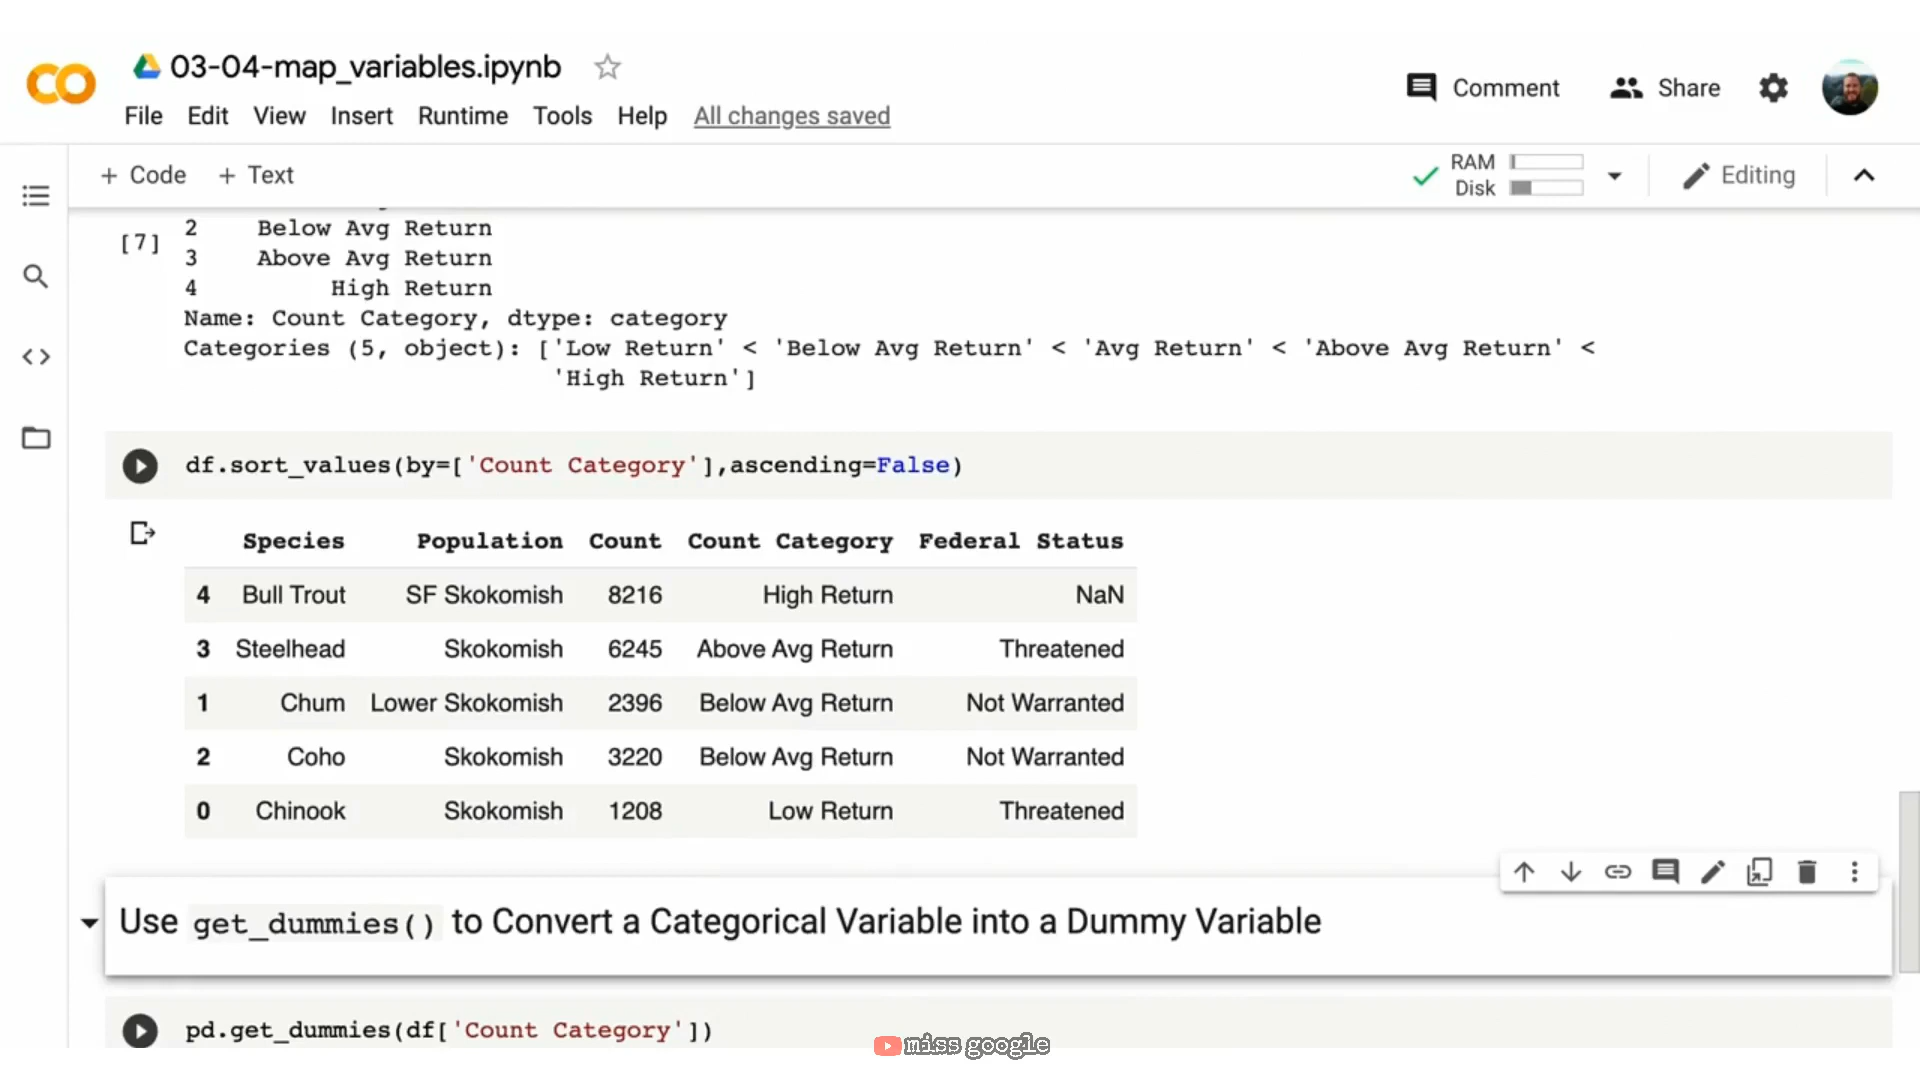 03-04-map_variables.ipynb
Comment
Share
File Edit View Insert Runtime Tools Help All changes saved
+ Code + Text
RAM
Disk
Editing
[7]
2 Below Avg Return
3 Above Avg Return
4 High Return
Name: Count Category, dtype: category
Categories (5, object): ['Low Return' < 'Below Avg Return' < 'Avg Return' < 'Above Avg Return' <
'High Return']
df.sort_values(by=['Count Category'],ascending=False)
Species Population Count Count Category Federal Status
4 Bull Trout SF Skokomish 8216 High Return NaN
3 Steelhead Skokomish 6245 Above Avg Return Threatened
1 Chum Lower Skokomish 2396 Below Avg Return Not Warranted
2 Coho Skokomish 3220 Below Avg Return Not Warranted
0 Chinook Skokomish 1208 Low Return Threatened
Use get_dummies() to Convert a Categorical Variable into a Dummy Variable
pd.get_dummies(df['Count Category'])
miss google